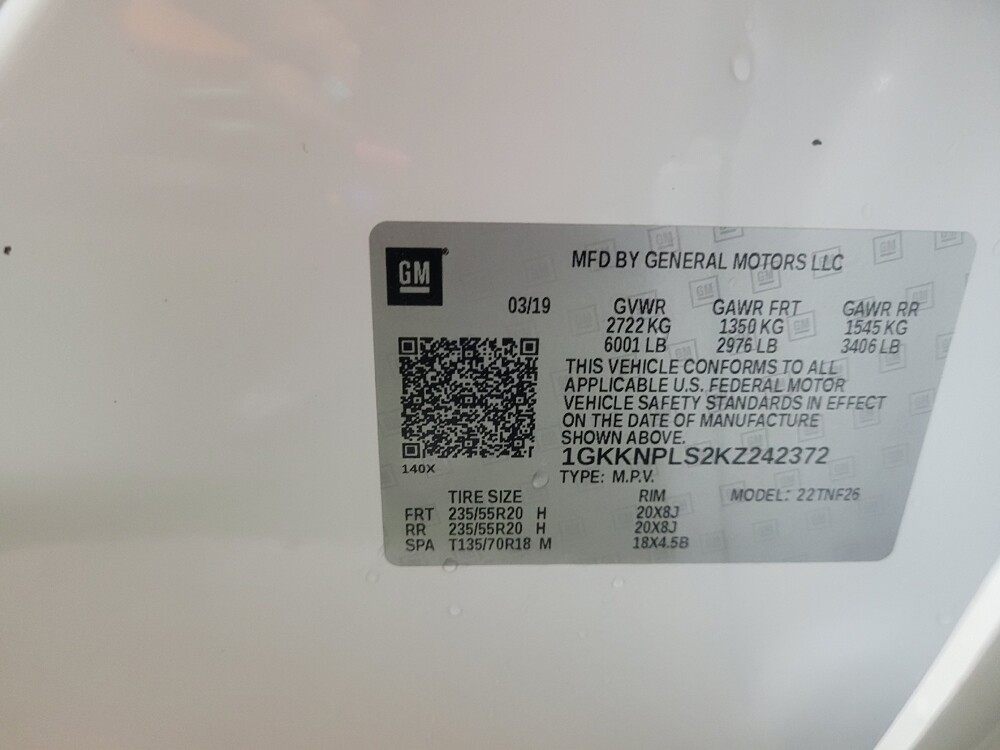 GM
MFD BY GENERAL MOTORS LLC
03/19 GVWR GAWR FRT GAWR RR
2722 KG 1350 KG 1545 KG
6001 LB 2976 LB 3406 LB
THIS VEHICLE CONFORMS TO ALL
APPLICABLE U.S. FEDERAL MOTOR
VEHICLE SAFETY STANDARDS IN EFFECT
ON THE DATE OF MANUFACTURE
SHOWN ABOVE.
1GKKNPLS2KZ242372
140X
TYPE: M.P.V.
TIRE SIZE RIM MODEL: 22TNF26
FRT 235/55R20 H 20X8J
RR 235/55R20 H 20X8J
SPA T135/70R18 M 18X4.5B